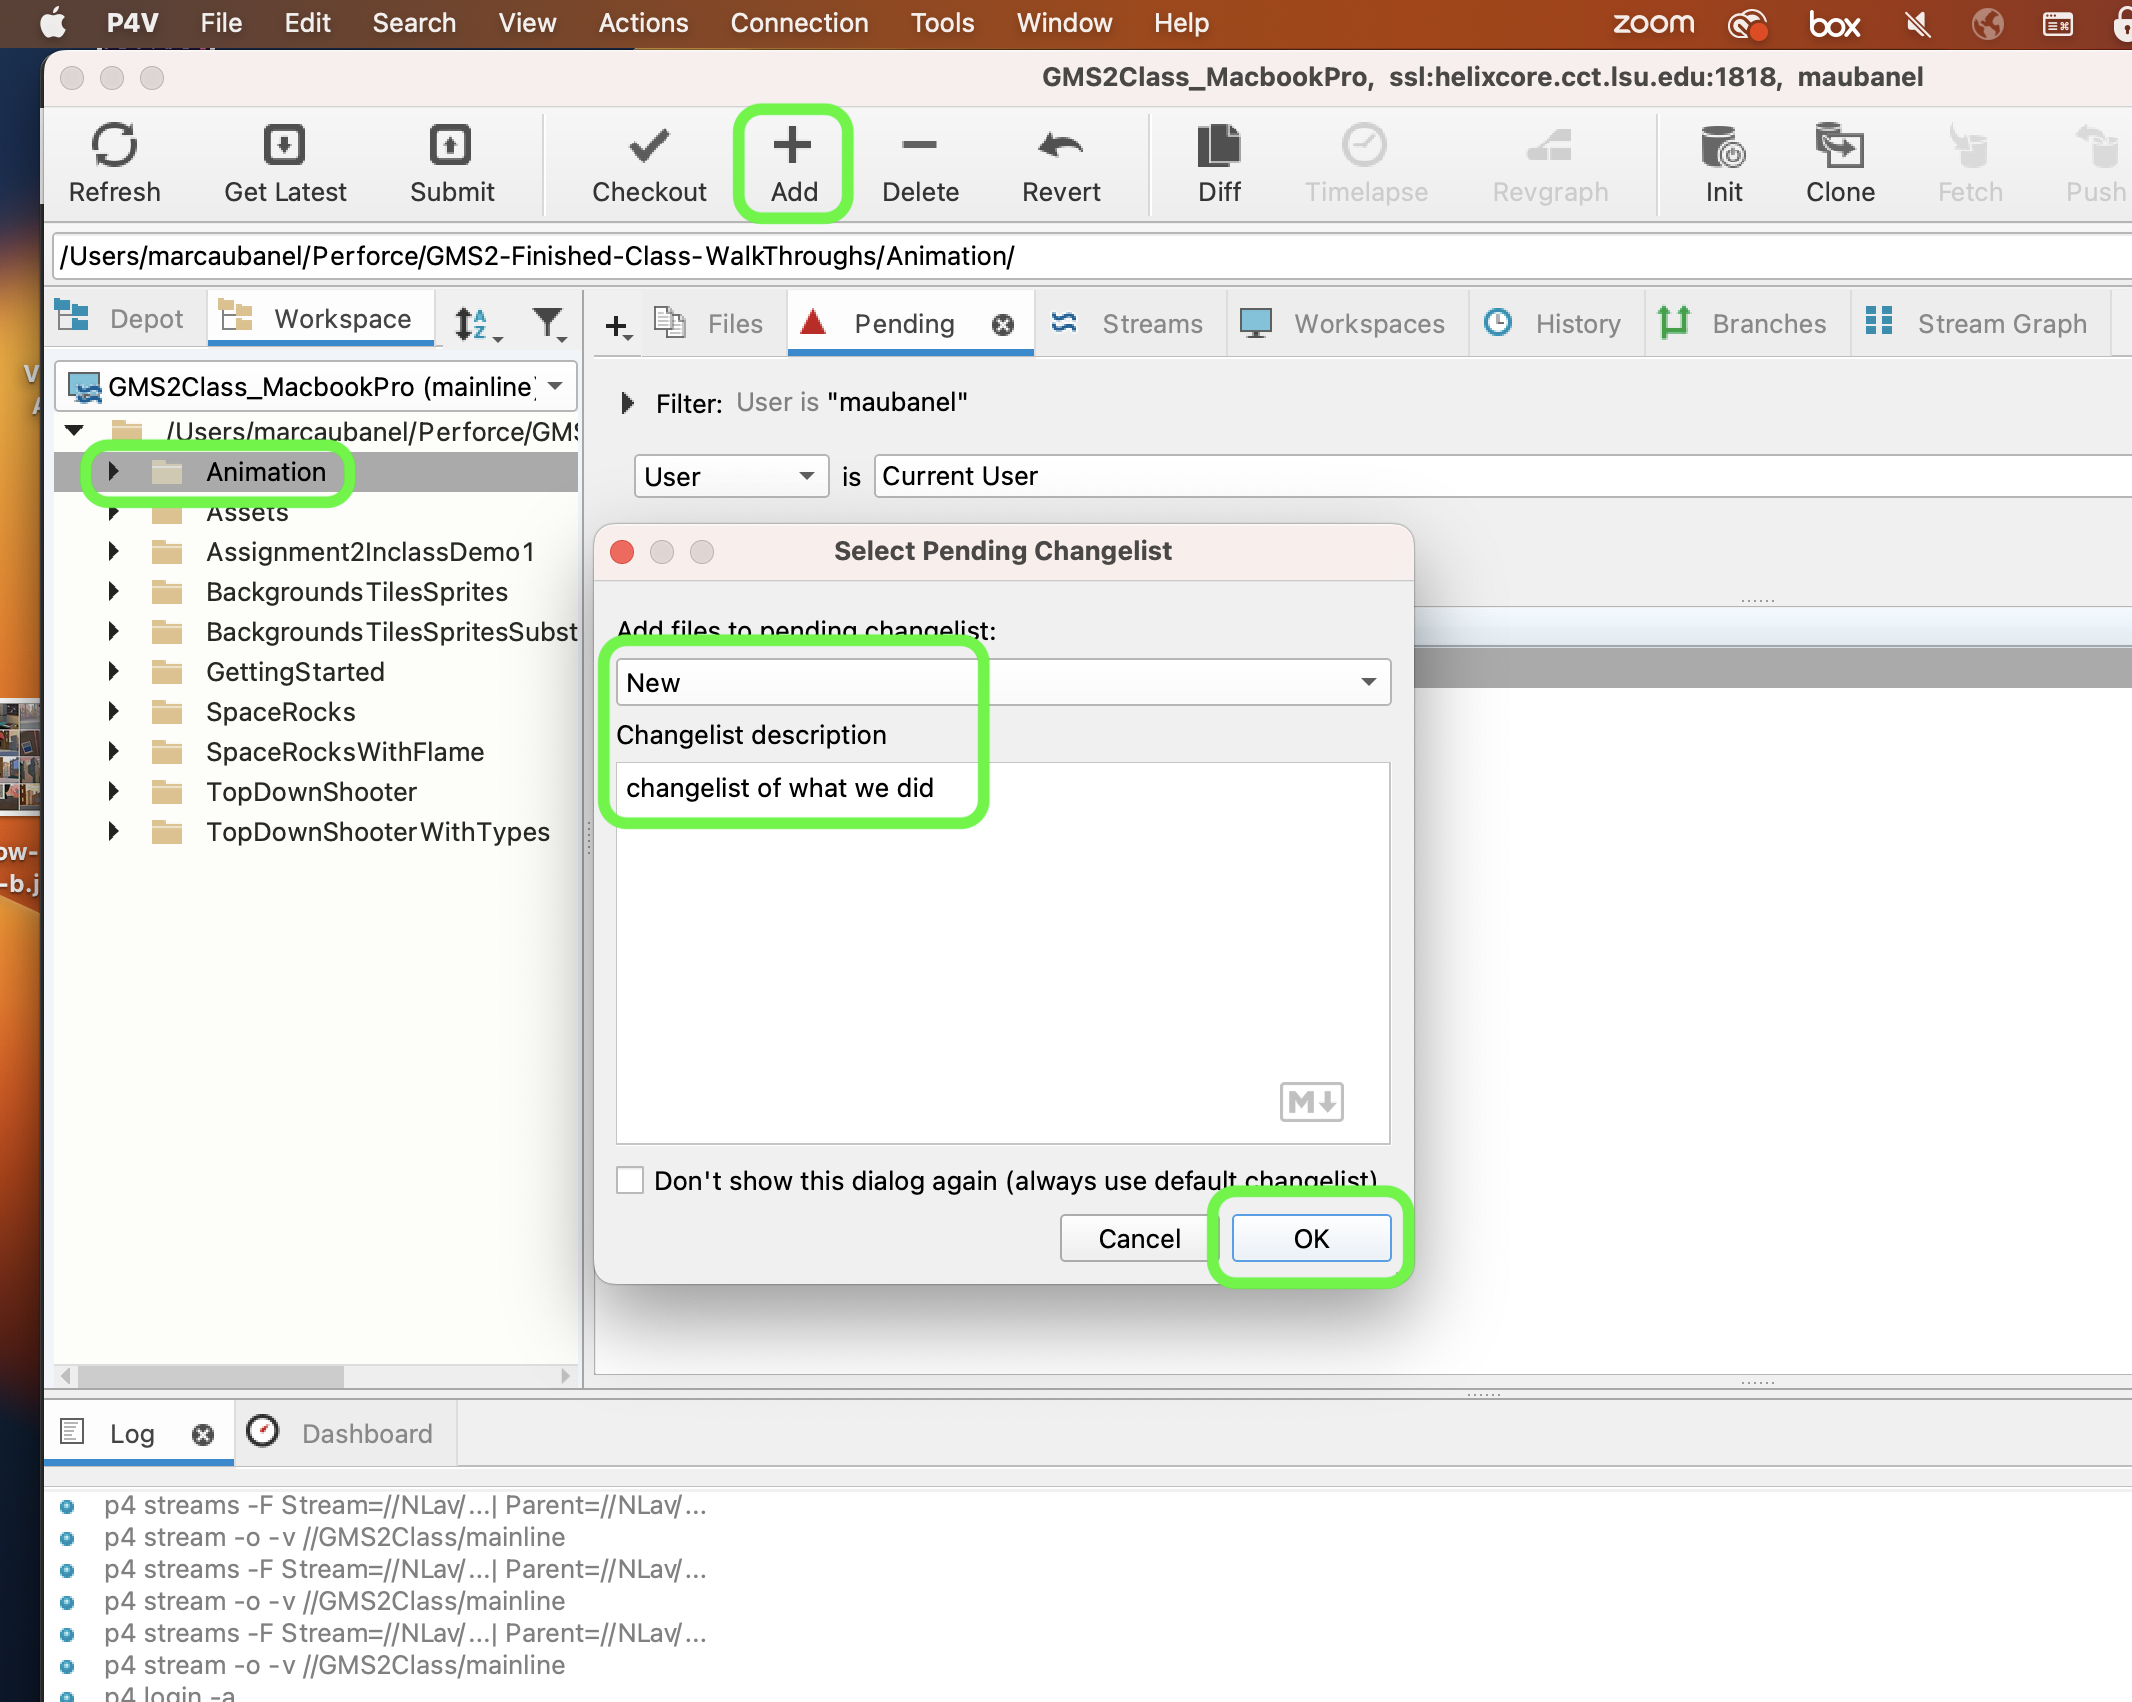 P4V File Edit Search View Actions Connection Tools Window Help zoom box
GMS2Class_MacbookPro, ssl:helixcore.cct.lsu.edu:1818, maubanel
Refresh Get Latest Submit Checkout Add Delete Revert Diff Timelapse Revgraph Init Clone Fetch Push
/Users/marcaubanel/Perforce/GMS2-Finished-Class-WalkThroughs/Animation/
Depot Workspace
Files Pending Streams Workspaces History Branches Stream Graph
GMS2Class_MacbookPro (mainline)
/Users/marcaubanel/Perforce/GMS
Animation
Assets
Assignment2InclassDemo1
BackgroundsTilesSprites
BackgroundsTilesSpritesSubst
GettingStarted
SpaceRocks
SpaceRocksWithFlame
TopDownShooter
TopDownShooterWithTypes
Filter: User is "maubanel"
User is Current User
Select Pending Changelist
Add files to pending changelist:
New
Changelist description
changelist of what we did
M
Don't show this dialog again (always use default changelist)
Cancel OK
ow-
-b.j
Log Dashboard
p4 streams -F Stream=//NLav/...| Parent=//NLav/...
p4 stream -o -v //GMS2Class/mainline
p4 streams -F Stream=//NLav/...| Parent=//NLav/...
p4 stream -o -v //GMS2Class/mainline
p4 streams -F Stream=//NLav/...| Parent=//NLav/...
p4 stream -o -v //GMS2Class/mainline
p4 login -a